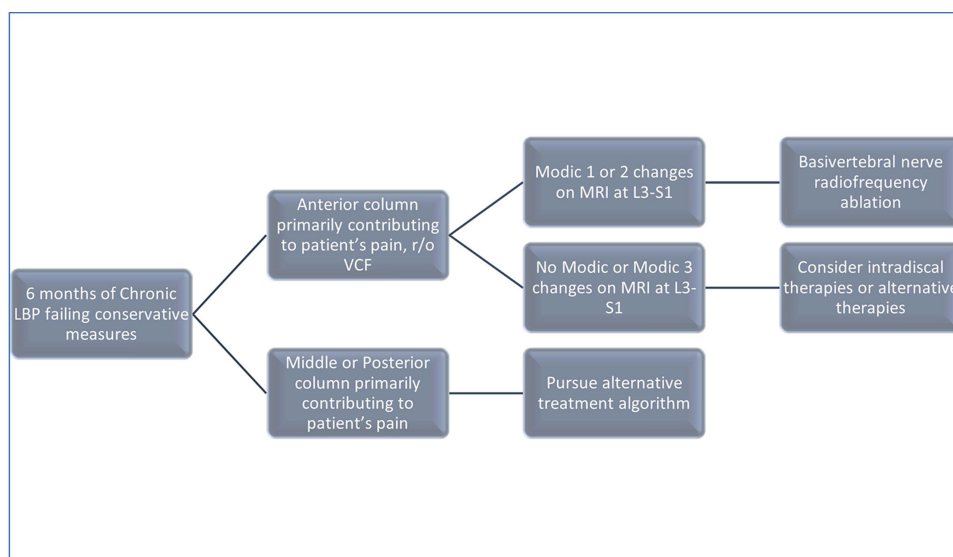 6 months of Chronic
LBP failing conservative
measures
Anterior column
primarily contributing
to patient's pain, r/o
VCF
Modic 1 or 2 changes
on MRI at L3-S1
Basivertebral nerve
radiofrequency
ablation
No Modic or Modic 3
changes on MRI at L3-
S1
Consider intradiscal
therapies or alternative
therapies
Middle or Posterior
column primarily
contributing to
patient's pain
Pursue alternative
treatment algorithm